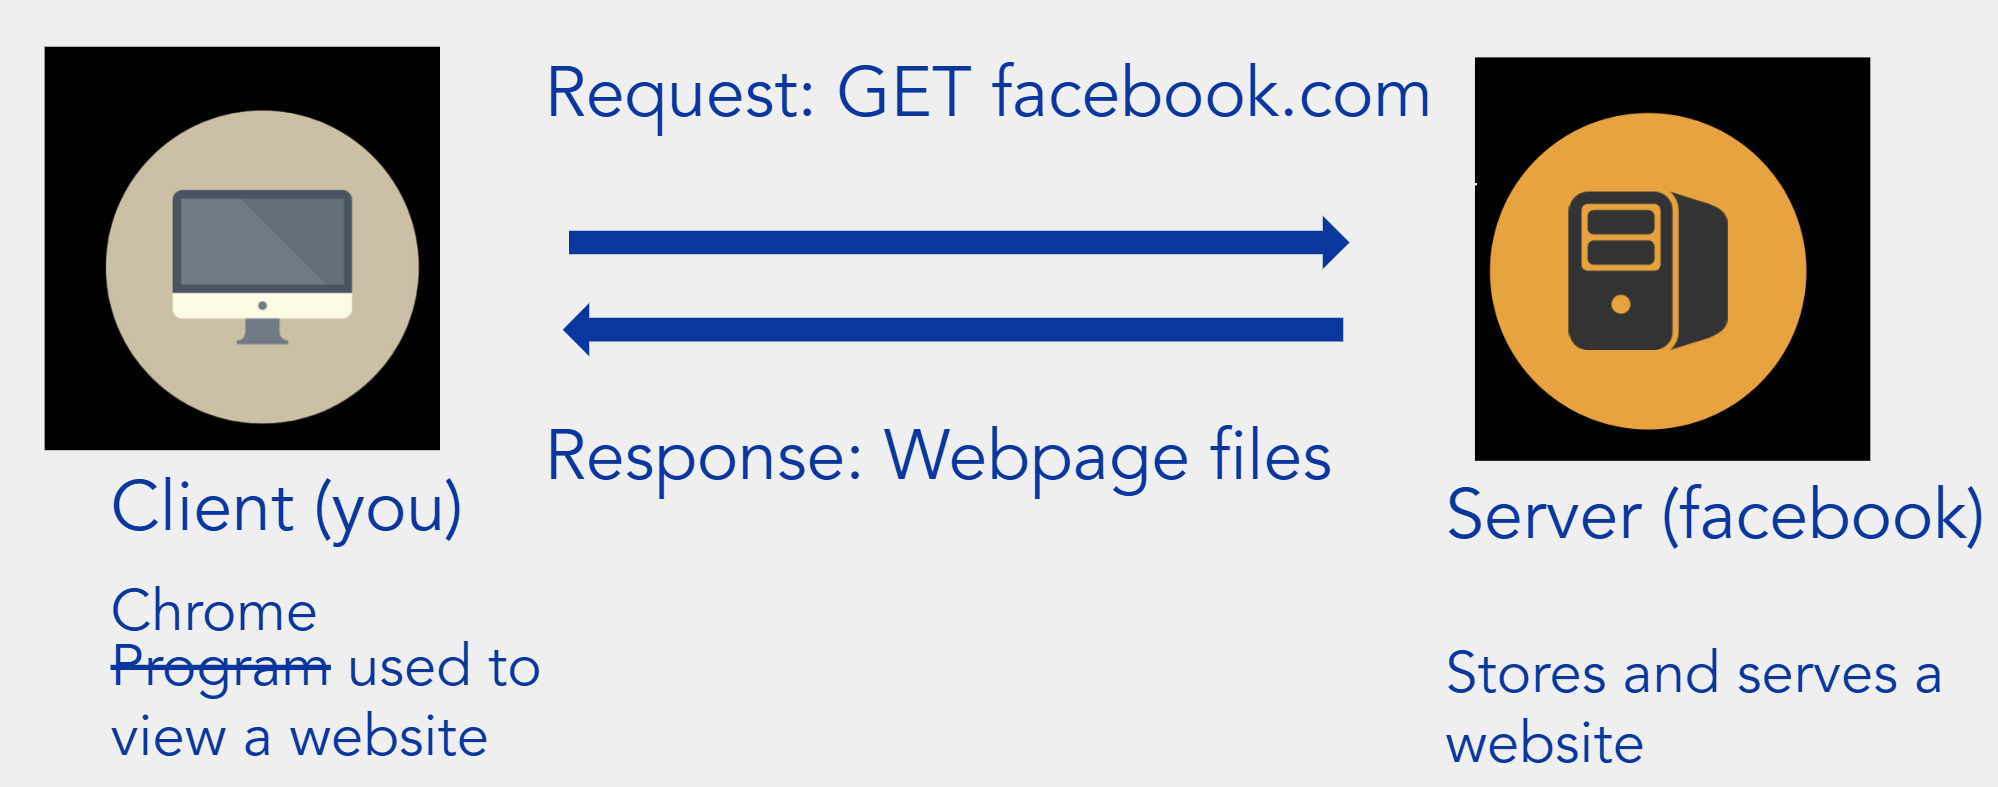 Request: GET facebook.com
Response: Webpage files
Client (you)
Chrome
Program used to
view a website
Server (facebook)
Stores and serves a
website